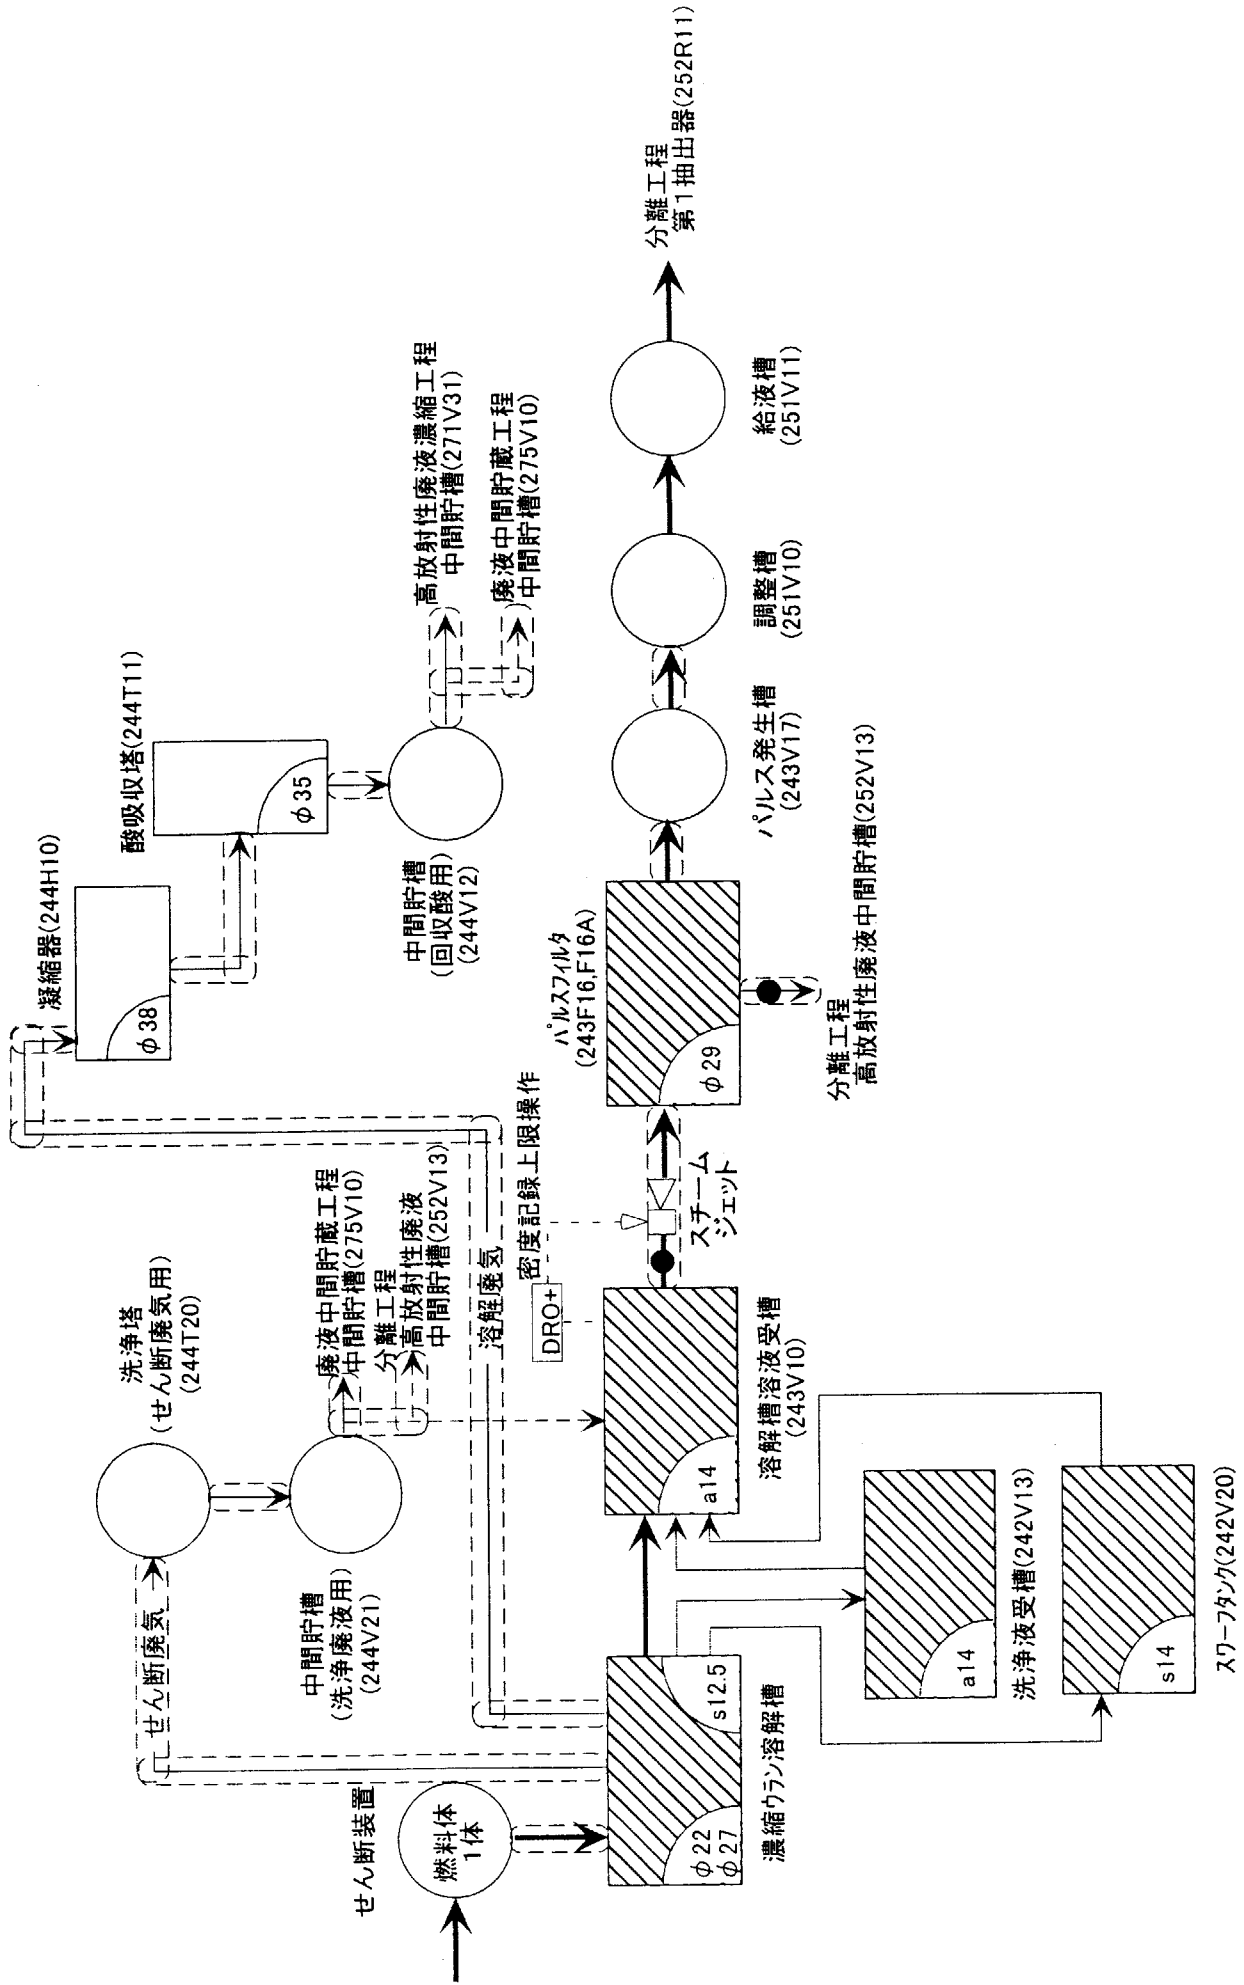 せん断装置
燃料体
1体
せん断廃気
洗浄塔
(せん断廃気用)
(244T20)
中間貯槽
(洗浄廃液用)
(244V21)
廃液中間貯蔵工程
中間貯槽(275V10)
分離工程
高放射性廃液
中間貯槽(252V13)
溶解廃気
凝縮器(244H10)
φ38
酸吸収塔(244T11)
φ35
中間貯槽
(回収酸用)
(244V12)
高放射性廃液濃縮工程
中間貯槽(271V31)
廃液中間貯蔵工程
中間貯槽(275V10)
濃縮ウラン溶解槽
φ22
φ27
s12.5
溶解槽溶液受槽
(243V10)
a14
DRO+
密度記録上限操作
スチーム
ジェット
パルスフィルタ
(243F16,F16A)
φ29
分離工程
高放射性廃液中間貯槽(252V13)
パルス発生槽
(243V17)
調整槽
(251V10)
給液槽
(251V11)
分離工程
第1抽出器(252R11)
洗浄液受槽(242V13)
a14
スワーフタンク(242V20)
s14